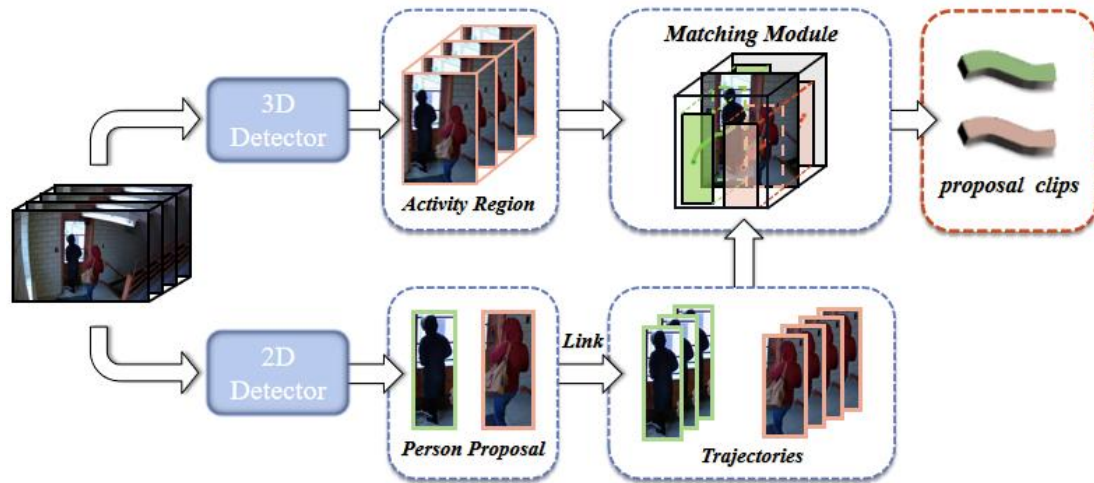 3D
Detector
Activity Region
Matching Module
proposal clips
2D
Detector
Person Proposal
Link
Trajectories